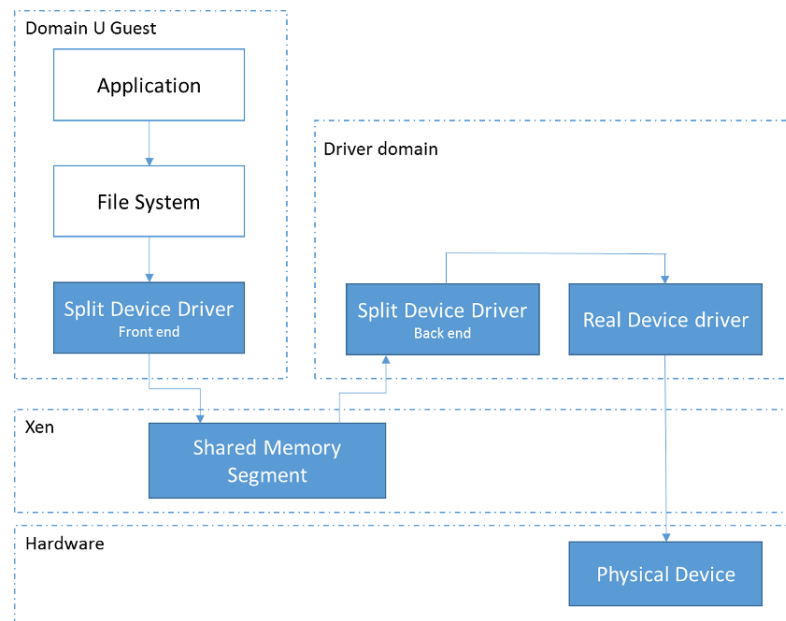 Domain U Guest
Application
File System
Split Device Driver
Front end
Driver domain
Split Device Driver
Back end
Real Device driver
Xen
Shared Memory
Segment
Hardware
Physical Device